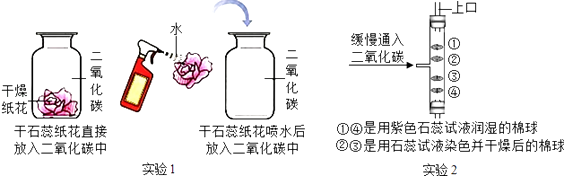 水
二氧化碳
干燥
纸花
二氧化碳
干石蕊纸花直接
放入二氧化碳中
干石蕊纸花喷水后
放入二氧化碳中
实验1
上口
缓慢通入
二氧化碳
①
②
③
④
①④是用紫色石蕊试液润湿的棉球
②③是用石蕊试液染色并干燥后的棉球
实验2